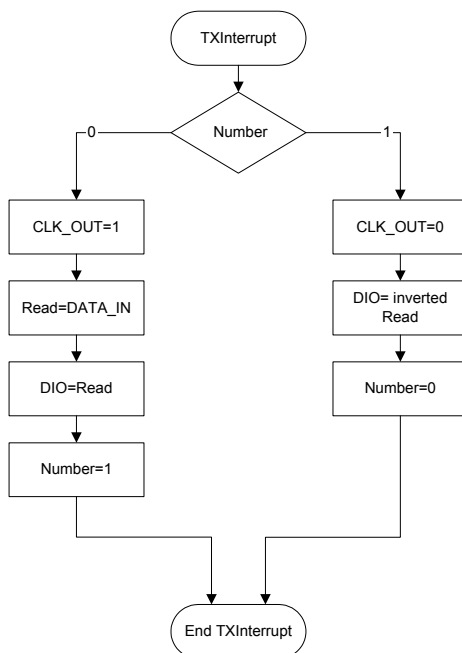 TXInterrupt
Number
0
1
CLK_OUT=1
CLK_OUT=0
Read=DATA_IN
DIO= inverted
Read
DIO=Read
Number=0
Number=1
End TXInterrupt